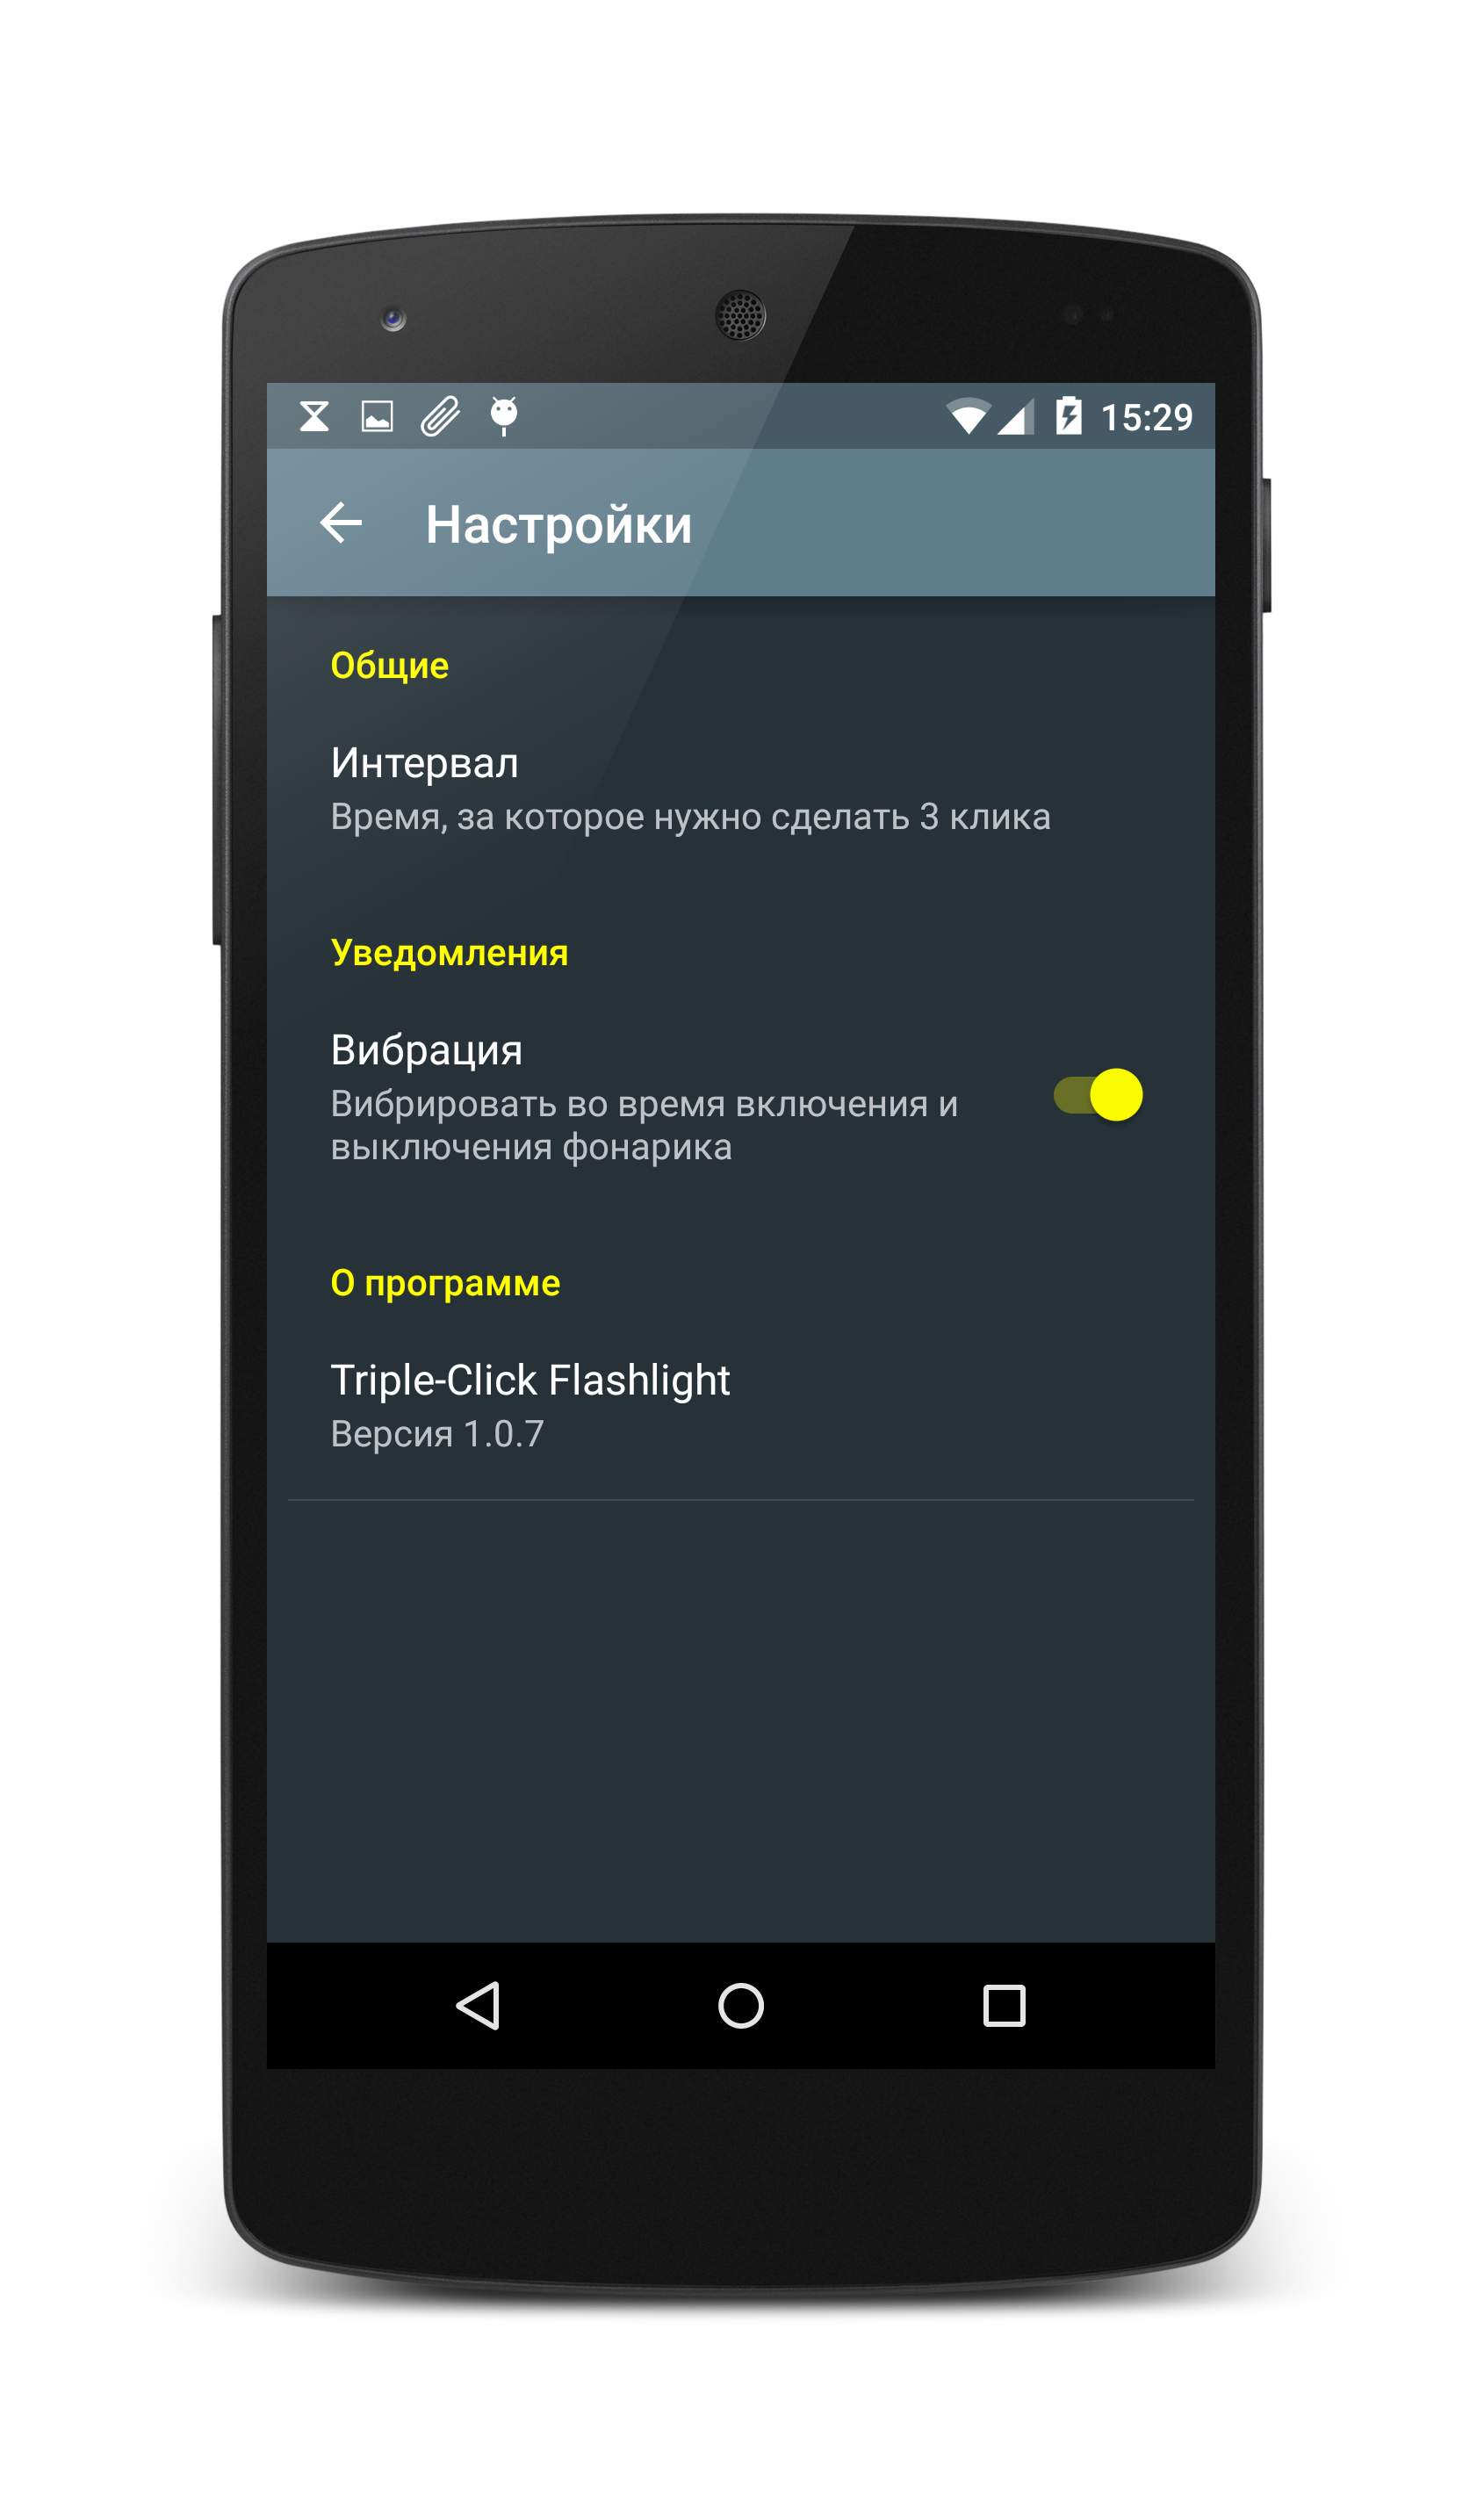 15:29
Настройки
Общие
Интервал
Время, за которое нужно сделать 3 клика
Уведомления
Вибрация
Вибрировать во время включения и
выключения фонарика
О программе
Triple-Click Flashlight
Версия 1.0.7